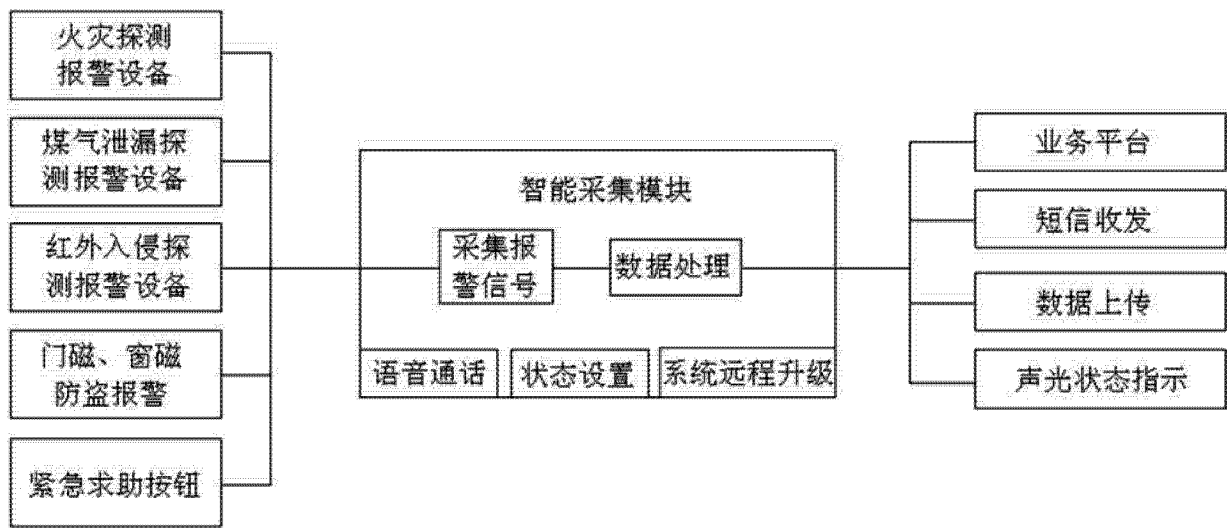 火灾探测
报警设备
煤气泄漏探
测报警设备
红外入侵探
测报警设备
门磁、窗磁
防盗报警
紧急求助按钮
智能采集模块
采集报
警信号
数据处理
语音通话
状态设置
系统远程升级
业务平台
短信收发
数据上传
声光状态指示